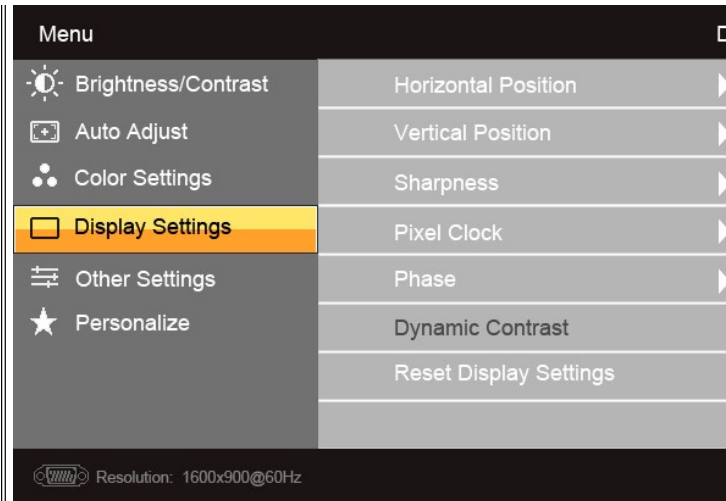 Menu
Brightness/Contrast
Auto Adjust
Color Settings
Display Settings
Other Settings
Personalize
Horizontal Position
Vertical Position
Sharpness
Pixel Clock
Phase
Dynamic Contrast
Reset Display Settings
Resolution: 1600x900@60Hz